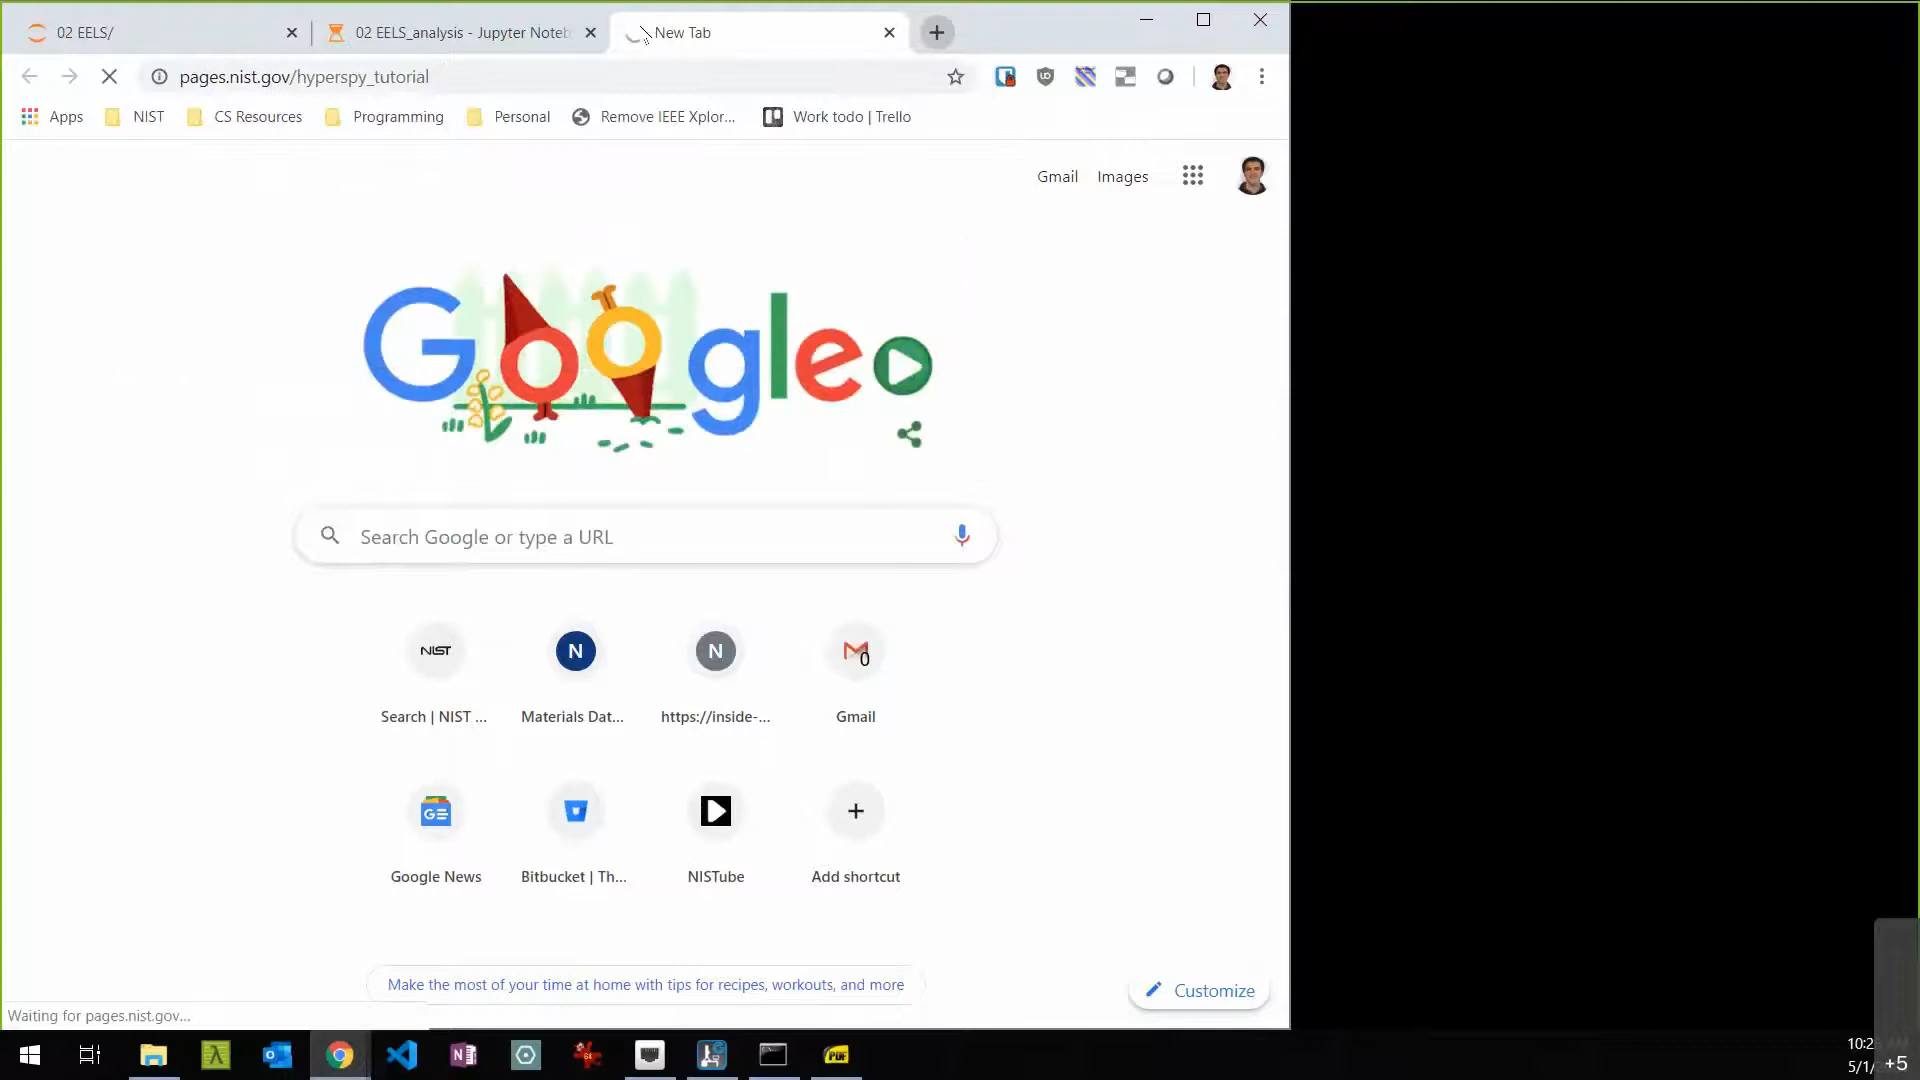 02 EELS/
02 EELS_analysis - Jupyter Noteb
New Tab
pages.nist.gov/hyperspy_tutorial
Apps
NIST
CS Resources
Programming
Personal
Remove IEEE Xplor...
Work todo | Trello
Gmail
Images
Google
Search Google or type a URL
NIST
N
N
0
Search | NIST ...
Materials Dat...
https://inside-...
Gmail
GE
Google News
Bitbucket | Th...
NISTube
Add shortcut
Make the most of your time at home with tips for recipes, workouts, and more
Customize
Waiting for pages.nist.gov...
PDF
10:2
5/1/
+5